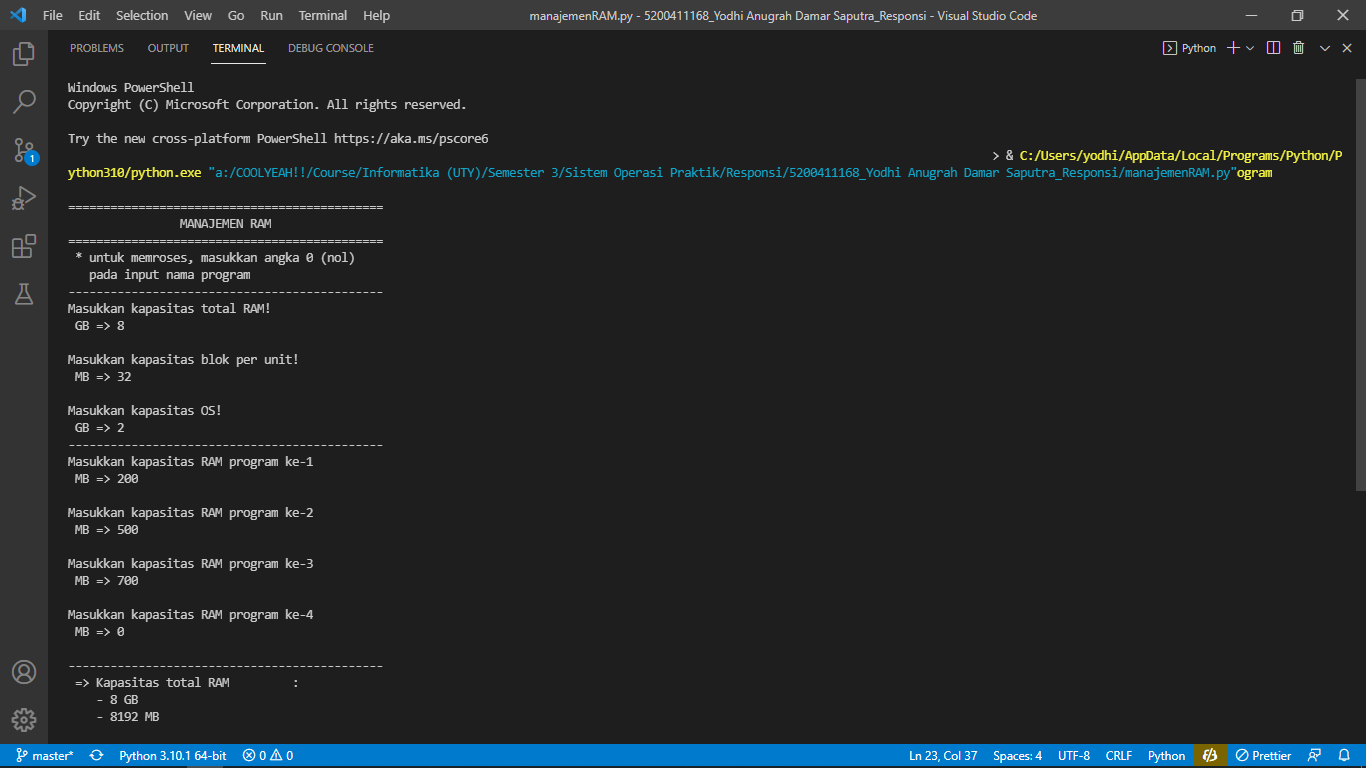 File Edit Selection View Go Run Terminal Help manajemenRAM.py - 5200411168_Yodhi Anugrah Damar Saputra_Responsi - Visual Studio Code
PROBLEMS OUTPUT TERMINAL DEBUG CONSOLE Python
Windows PowerShell
Copyright (C) Microsoft Corporation. All rights reserved.
Try the new cross-platform PowerShell https://aka.ms/pscore6
> & C:/Users/yodhi/AppData/Local/Programs/Python/P
ython310/python.exe "a:/COOLYEAH!!/Course/Informatika (UTY)/Semester 3/Sistem Operasi Praktik/Responsi/5200411168_Yodhi Anugrah Damar Saputra_Responsi/manajemenRAM.py"ogram
=============================================
MANAJEMEN RAM
=============================================
* untuk memroses, masukkan angka 0 (nol)
pada input nama program
---------------------------------------------
Masukkan kapasitas total RAM!
GB => 8
Masukkan kapasitas blok per unit!
MB => 32
Masukkan kapasitas OS!
GB => 2
---------------------------------------------
Masukkan kapasitas RAM program ke-1
MB => 200
Masukkan kapasitas RAM program ke-2
MB => 500
Masukkan kapasitas RAM program ke-3
MB => 700
Masukkan kapasitas RAM program ke-4
MB => 0
---------------------------------------------
=> Kapasitas total RAM :
- 8 GB
- 8192 MB
1
master* Python 3.10.1 64-bit 0 0 Ln 23, Col 37 Spaces: 4 UTF-8 CRLF Python Prettier